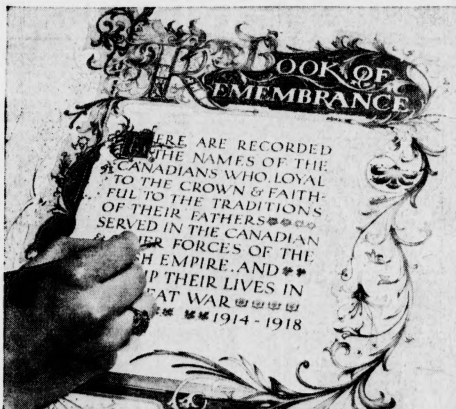 BOOK OF
REMEMBRANCE
HERE ARE RECORDED
THE NAMES OF THE
CANADIANS WHO, LOYAL
TO THE CROWN & FAITH-
FUL TO THE TRADITIONS
OF THEIR FATHERS
SERVED IN THE CANADIAN
FORCES OF THE
EMPIRE. AND
THEIR LIVES IN
WAR
1914-1918